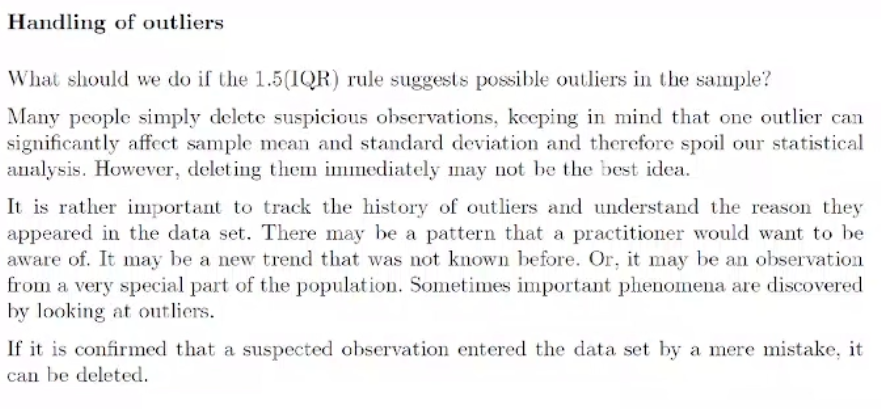 Handling of outliers
What should we do if the 1.5(IQR) rule suggests possible outliers in the sample?
Many people simply delete suspicious observations, keeping in mind that one outlier can
significantly affect sample mean and standard deviation and therefore spoil our statistical
analysis. However, deleting them immediately may not be the best idea.
It is rather important to track the history of outliers and understand the reason they
appeared in the data set. There may be a pattern that a practitioner would want to be
aware of. It may be a new trend that was not known before. Or, it may be an observation
from a very special part of the population. Sometimes important phenomena are discovered
by looking at outliers.
If it is confirmed that a suspected observation entered the data set by a mere mistake, it
can be deleted.